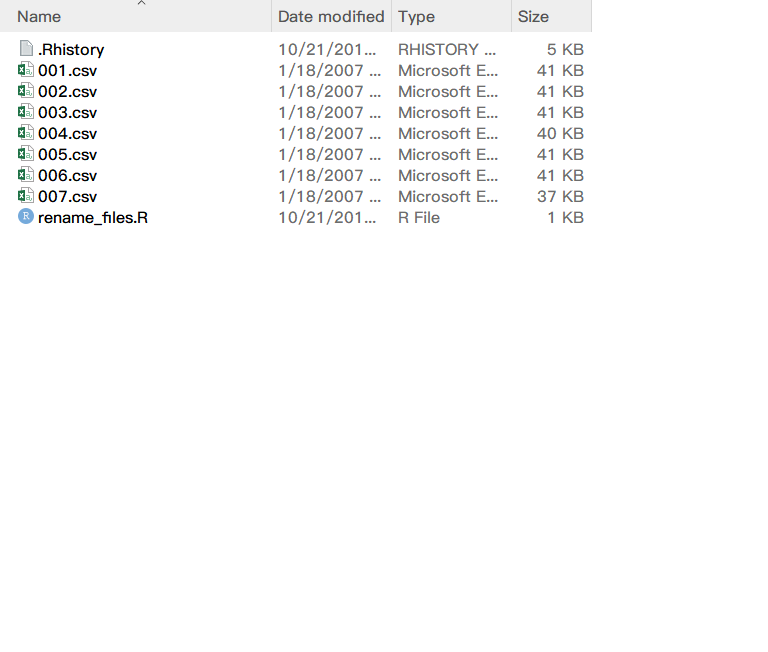 Name Date modified Type Size
.Rhistory 10/21/201... RHISTORY ... 5 KB
001.csv 1/18/2007 ... Microsoft E... 41 KB
002.csv 1/18/2007 ... Microsoft E... 41 KB
003.csv 1/18/2007 ... Microsoft E... 41 KB
004.csv 1/18/2007 ... Microsoft E... 40 KB
005.csv 1/18/2007 ... Microsoft E... 41 KB
006.csv 1/18/2007 ... Microsoft E... 41 KB
007.csv 1/18/2007 ... Microsoft E... 37 KB
R rename_files.R 10/21/201... R File 1 KB